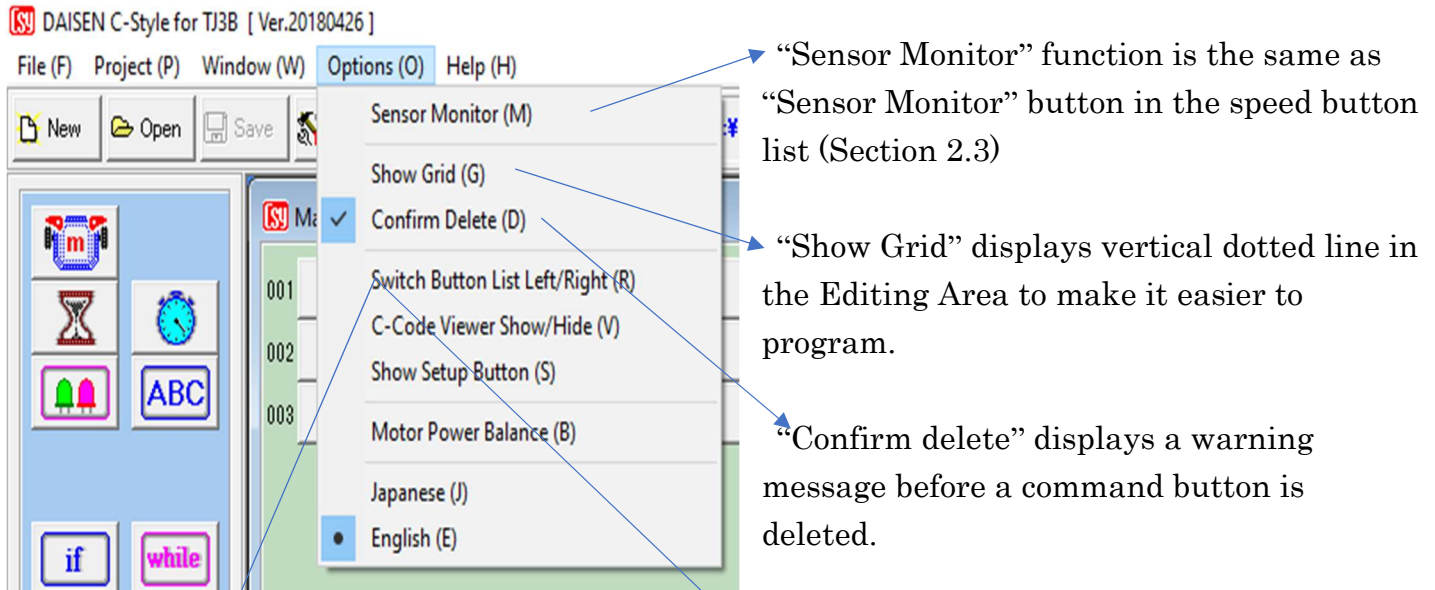 DAISEN C-Style for TJ3B [ Ver.20180426 ]
File (F) Project (P) Window (W) Options (O) Help (H)
New Open Save
Sensor Monitor (M)
Show Grid (G)
Confirm Delete (D)
Switch Button List Left/Right (R)
C-Code Viewer Show/Hide (V)
Show Setup Button (S)
Motor Power Balance (B)
Japanese (J)
English (E)
m
ABC
if while
001
002
003
“Sensor Monitor” function is the same as
“Sensor Monitor” button in the speed button
list (Section 2.3)
“Show Grid” displays vertical dotted line in
the Editing Area to make it easier to
program.
“Confirm delete” displays a warning
message before a command button is
deleted.